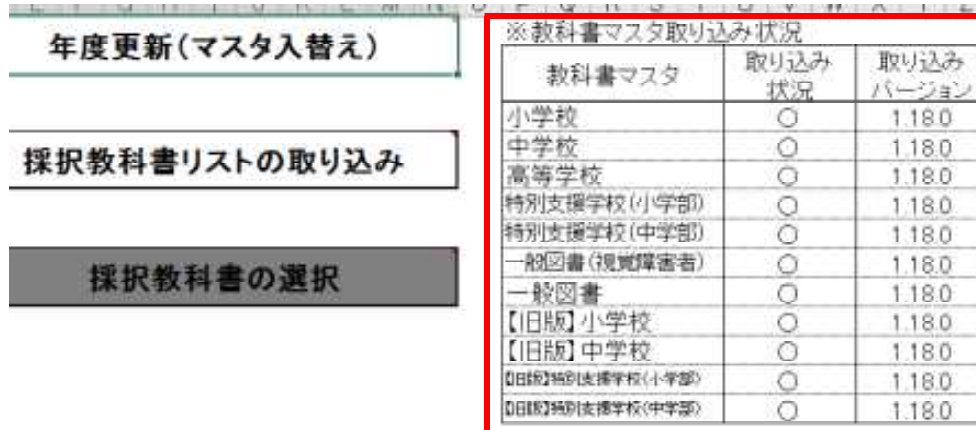 年度更新(マスタ入替え)
採択教科書リストの取り込み
採択教科書の選択
※教科書マスタ取り込み状況
教科書マスタ 取り込み状況 取り込みバージョン
小学校 ○ 1.18.0
中学校 ○ 1.18.0
高等学校 ○ 1.18.0
特別支援学校(小学部) ○ 1.18.0
特別支援学校(中学部) ○ 1.18.0
一般図書(視覚障害者) ○ 1.18.0
一般図書 ○ 1.18.0
【旧版】小学校 ○ 1.18.0
【旧版】中学校 ○ 1.18.0
【旧版】特別支援学校(小学部) ○ 1.18.0
【旧版】特別支援学校(中学部) ○ 1.18.0